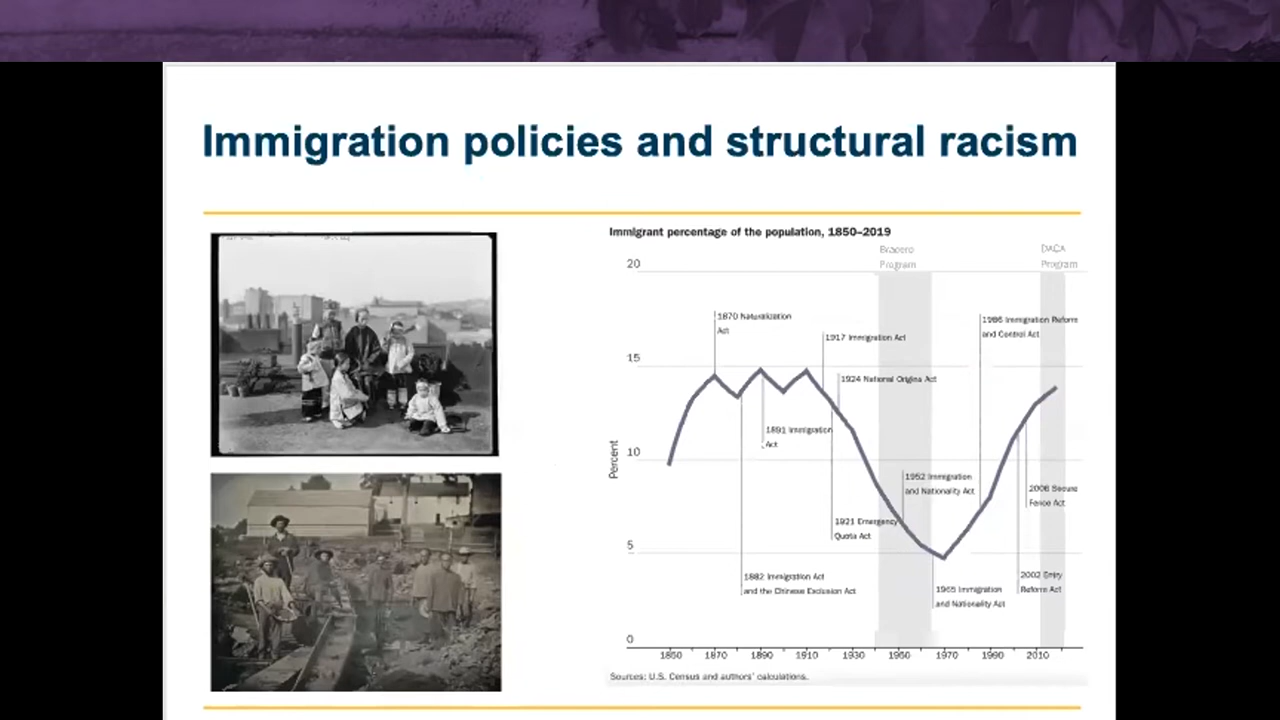 Immigration policies and structural racism
Immigrant percentage of the population, 1850–2019
Bracero
Program
DACA
Program
20
15
10
5
0
Percent
1870 Naturalization
Act
1917 Immigration Act
1986 Immigration Reform
and Control Act
1924 National Origins Act
1891 Immigration
Act
1952 Immigration
and Nationality Act
2006 Secure
Fence Act
1921 Emergency
Quota Act
1882 Immigration Act
and the Chinese Exclusion Act
1965 Immigration
and Nationality Act
2002 Entry
Reform Act
1850 1870 1890 1910 1930 1950 1970 1990 2010
Sources: U.S. Census and authors' calculations.